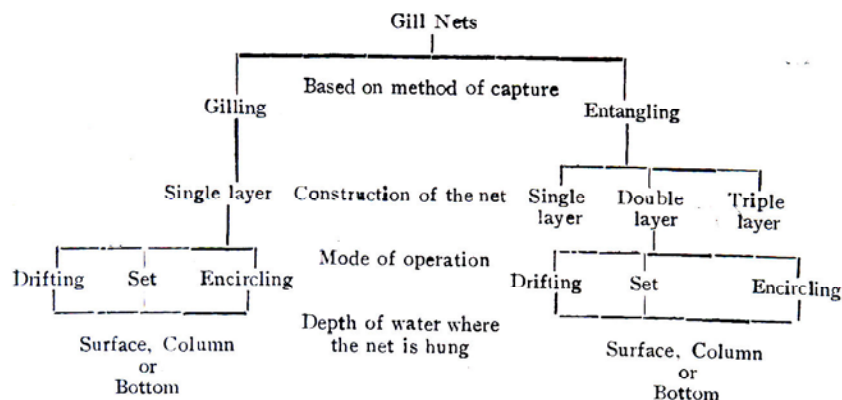 Gill Nets
Based on method of capture
Gilling
Entangling
Single layer
Construction of the net
Single layer
Double layer
Triple layer
Mode of operation
Drifting
Set
Encircling
Drifting
Set
Encircling
Depth of water where
the net is hung
Surface, Column
or
Bottom
Surface, Column
or
Bottom